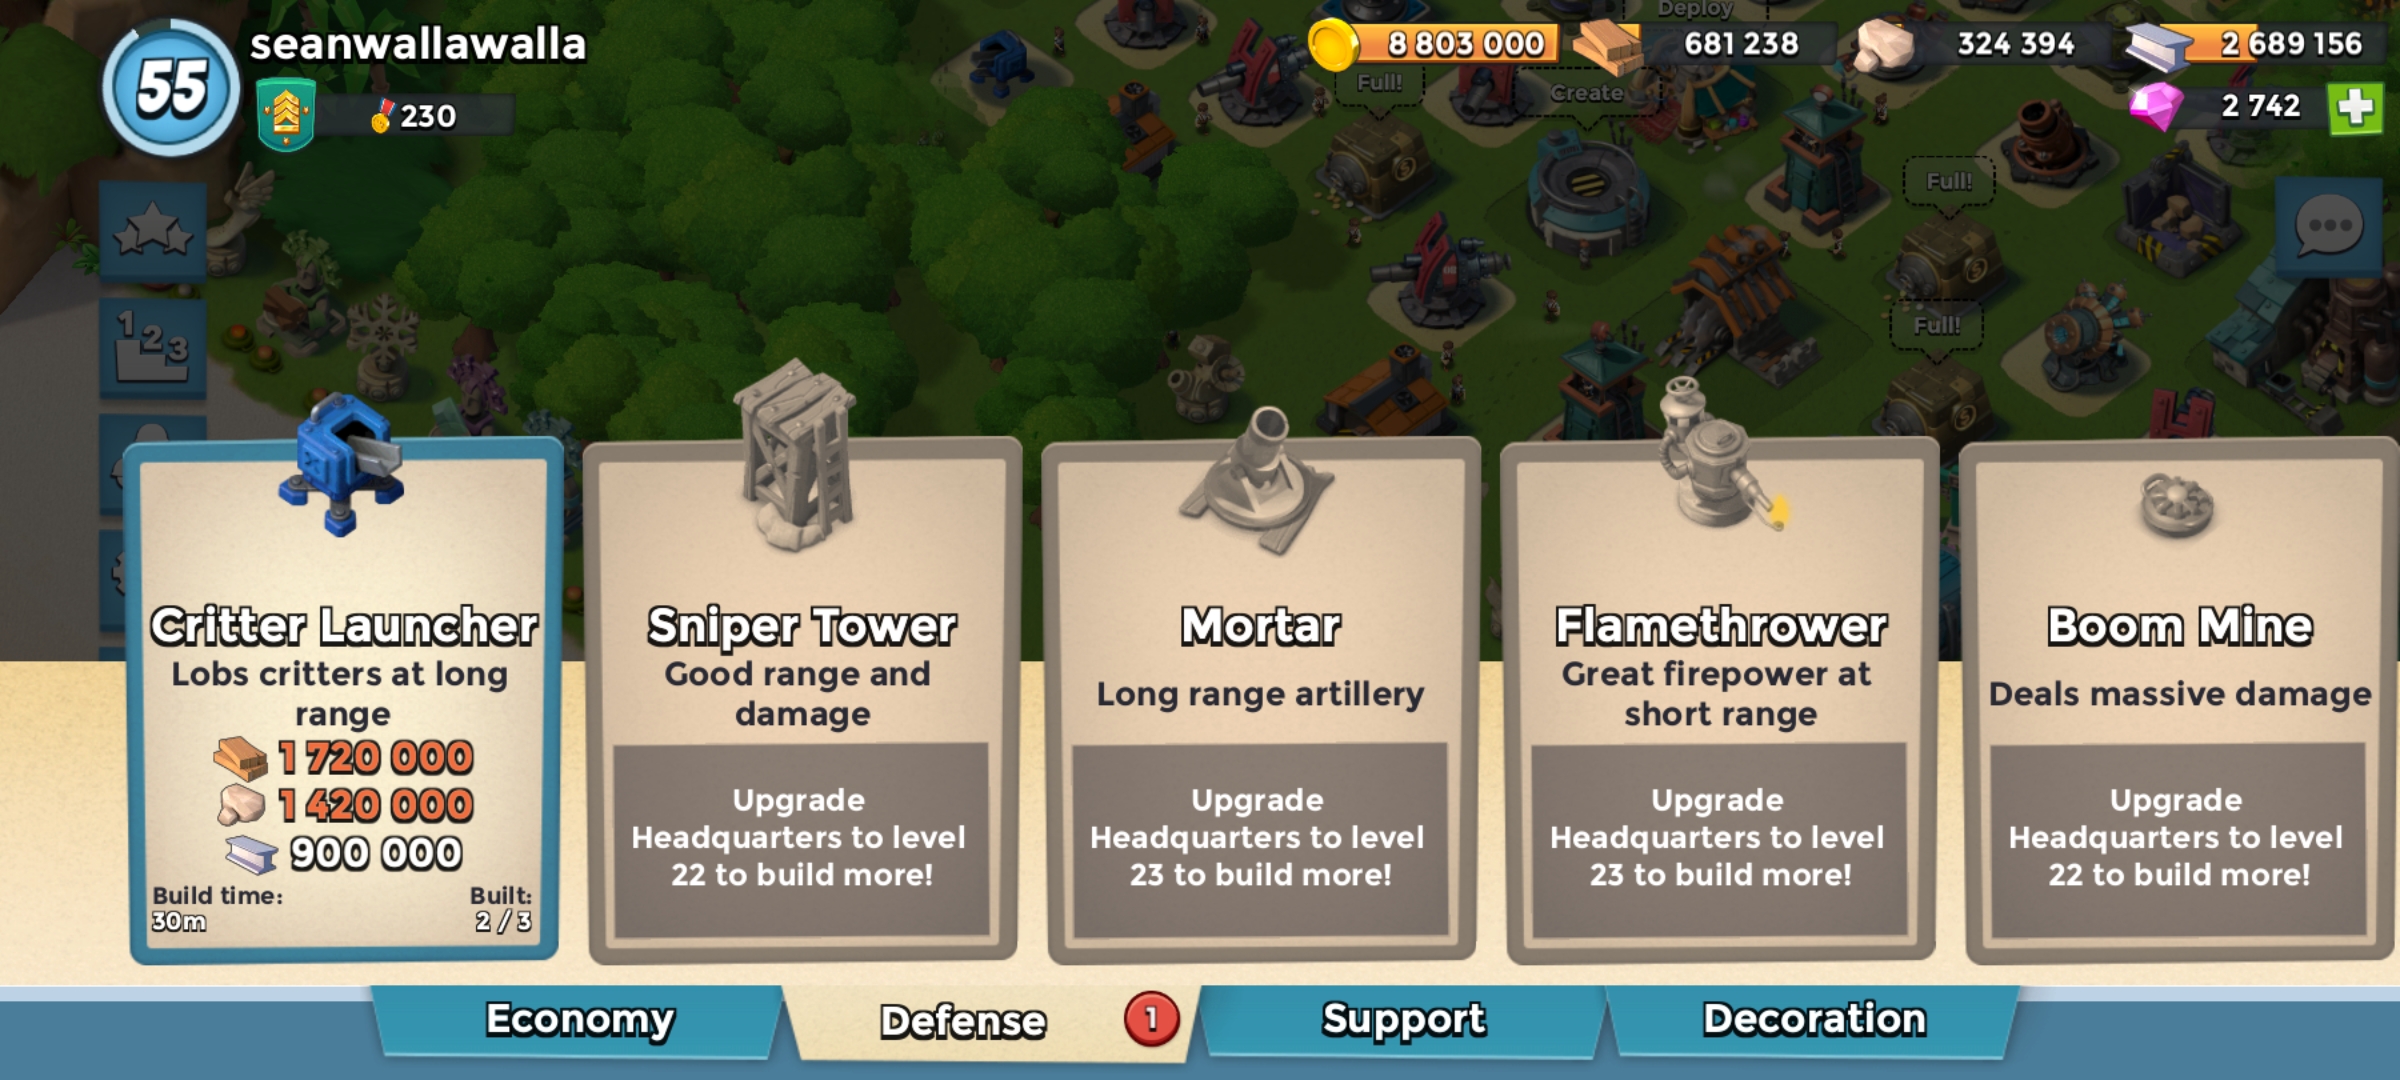 55
seanwallawalla
230
8 803 000
681 238
324 394
2 689 156
2 742
Deploy
Full!
Create
Full!
Full!
1 2 3
Critter Launcher
Lobs critters at long
range
1 720 000
1 420 000
900 000
Build time:
30m
Built:
2 / 3
Sniper Tower
Good range and
damage
Upgrade
Headquarters to level
22 to build more!
Mortar
Long range artillery
Upgrade
Headquarters to level
23 to build more!
Flamethrower
Great firepower at
short range
Upgrade
Headquarters to level
23 to build more!
Boom Mine
Deals massive damage
Upgrade
Headquarters to level
22 to build more!
Economy
Defense
1
Support
Decoration